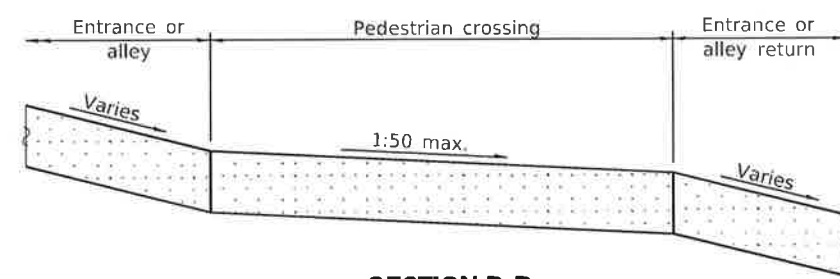 Entrance or
alley
Pedestrian crossing
Entrance or
alley return
Varies
1:50 max.
Varies